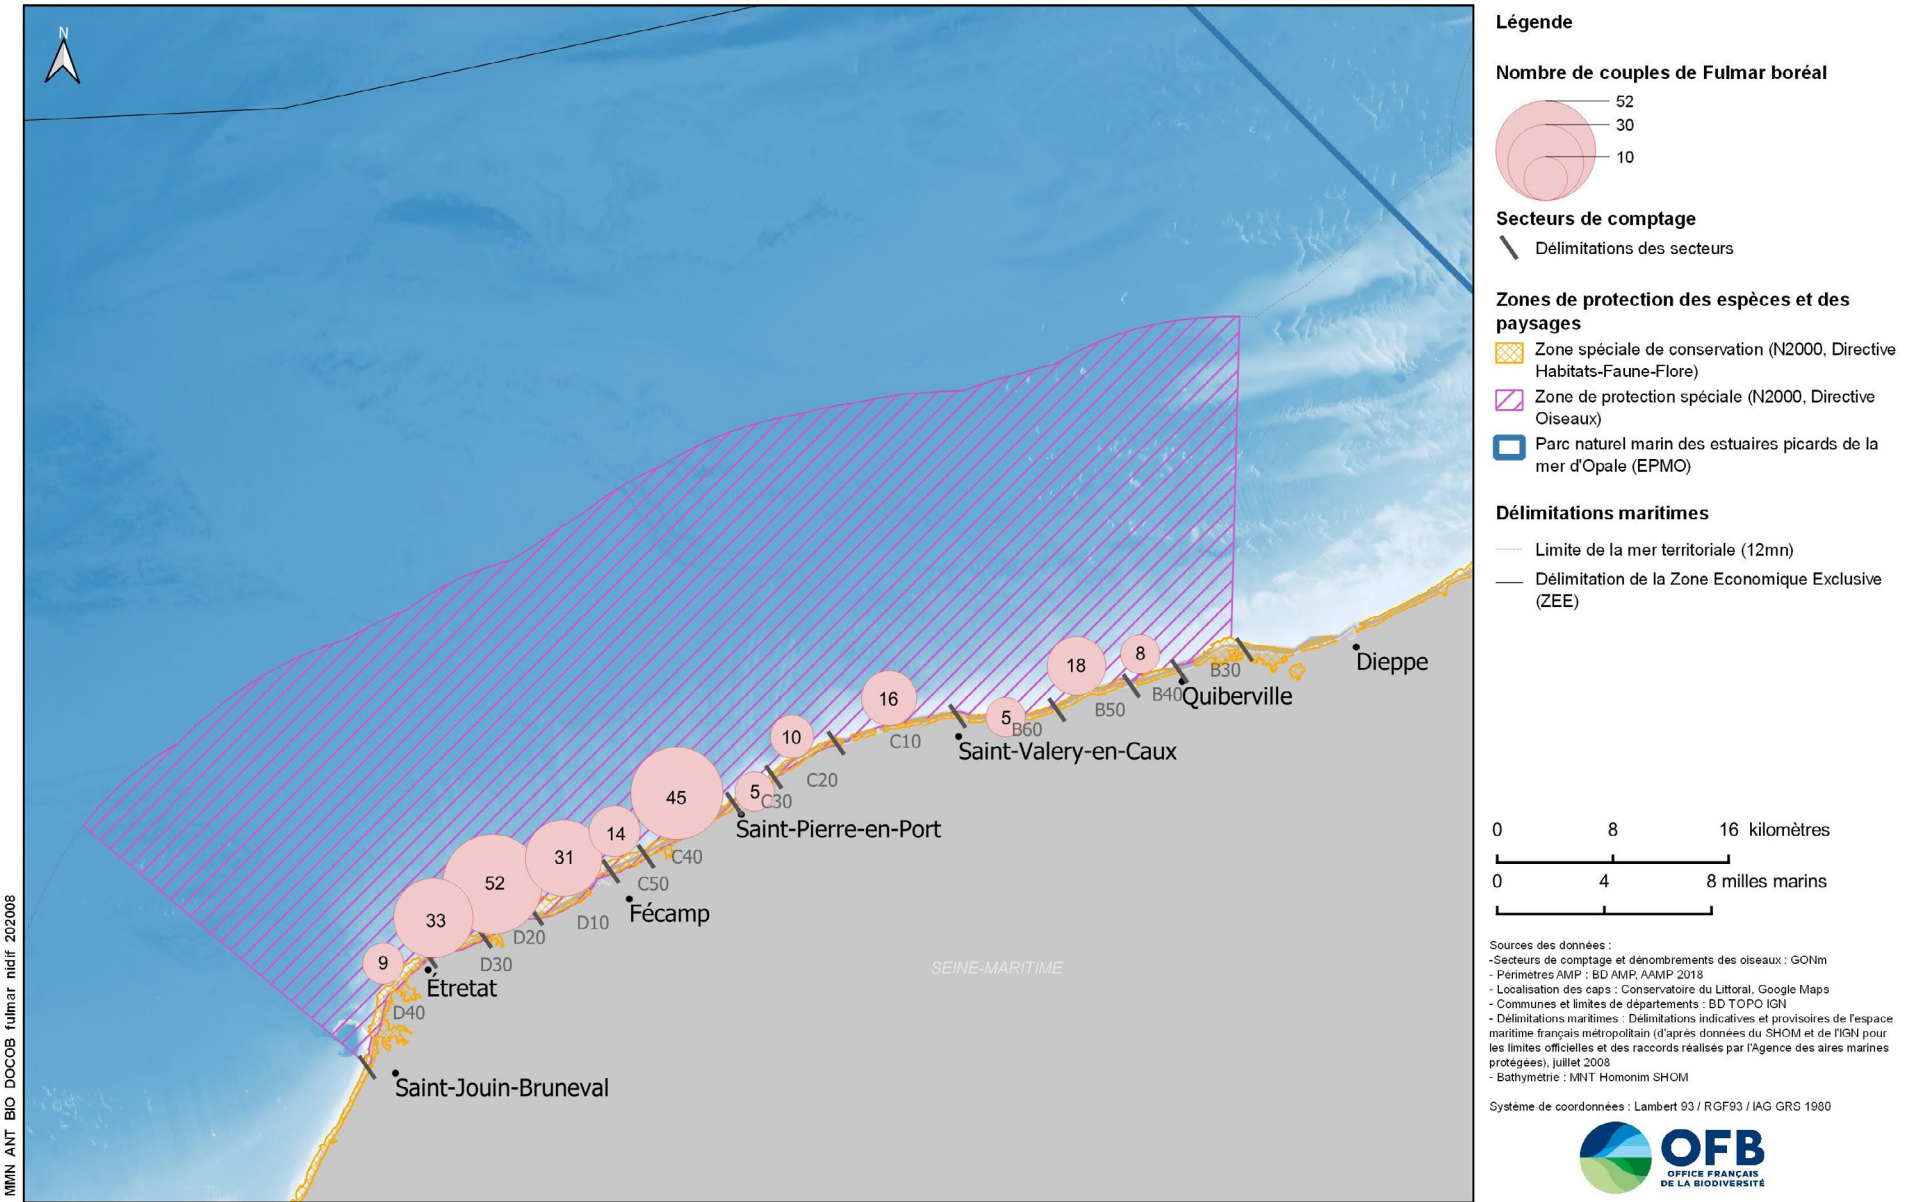 N
Légende
Nombre de couples de Fulmar boréal
52
30
10
Secteurs de comptage
Délimitations des secteurs
Zones de protection des espèces et des
paysages
Zone spéciale de conservation (N2000, Directive
Habitats-Faune-Flore)
Zone de protection spéciale (N2000, Directive
Oiseaux)
Parc naturel marin des estuaires picards de la
mer d'Opale (EPMO)
Délimitations maritimes
Limite de la mer territoriale (12mn)
Délimitation de la Zone Economique Exclusive
(ZEE)
Dieppe
8
18
B30
B40
Quiberville
16
B50
5
B60
10
C10
Saint-Valery-en-Caux
C20
45
5
C30
Saint-Pierre-en-Port
14
31
C40
52
C50
Fécamp
33
D10
D20
9
D30
Étretat
D40
Saint-Jouin-Bruneval
SEINE-MARITIME
0 8 16 kilomètres
0 4 8 milles marins
Sources des données :
-Secteurs de comptage et dénombrements des oiseaux : GONm
- Périmètres AMP : BD AMP, AAMP 2018
- Localisation des caps : Conservatoire du Littoral, Google Maps
- Communes et limites de départements : BD TOPO IGN
- Délimitations maritimes : Délimitations indicatives et provisoires de l'espace
maritime français métropolitain (d'après données du SHOM et de l'IGN pour
les limites officielles et des raccords réalisés par l'Agence des aires marines
protégées), juillet 2008
- Bathymétrie : MNT Homonim SHOM
Système de coordonnées : Lambert 93 / RGF93 / IAG GRS 1980
OFB
OFFICE FRANÇAIS
DE LA BIODIVERSITÉ
MMN ANT BIO DOCOB fulmar nidif 202008